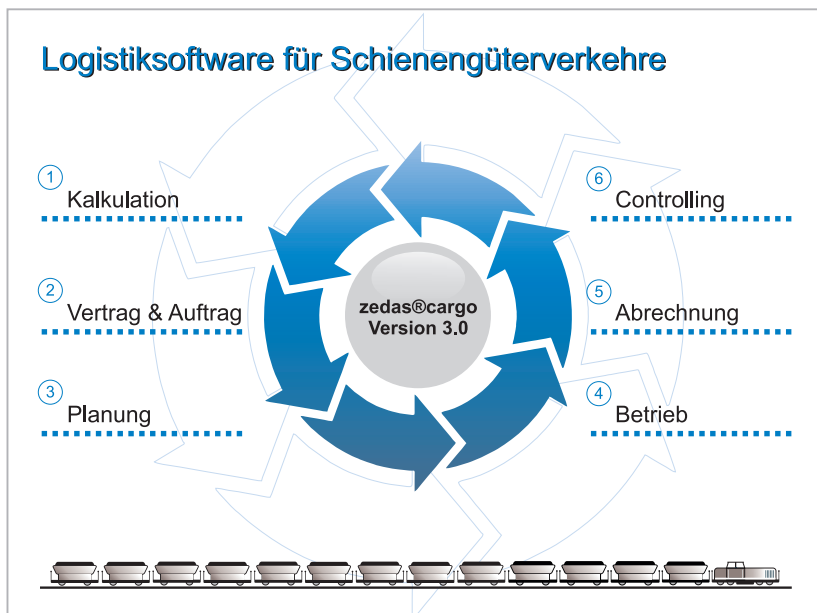 Logistiksoftware für Schienengüterverkehre
1
Kalkulation
2
Vertrag & Auftrag
3
Planung
zedas®cargo
Version 3.0
6
Controlling
5
Abrechnung
4
Betrieb